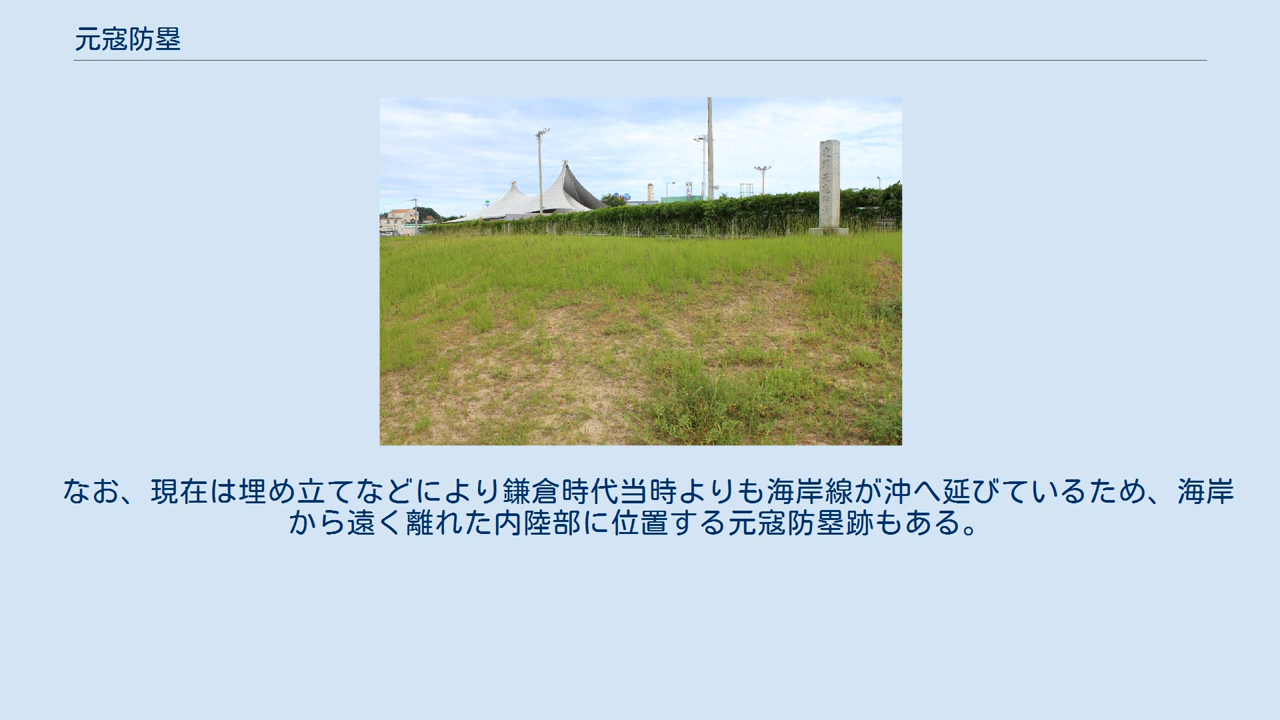 元寇防塁
なお、現在は埋め立てなどにより鎌倉時代当時よりも海岸線が沖へ延びているため、海岸
から遠く離れた内陸部に位置する元寇防塁跡もある。